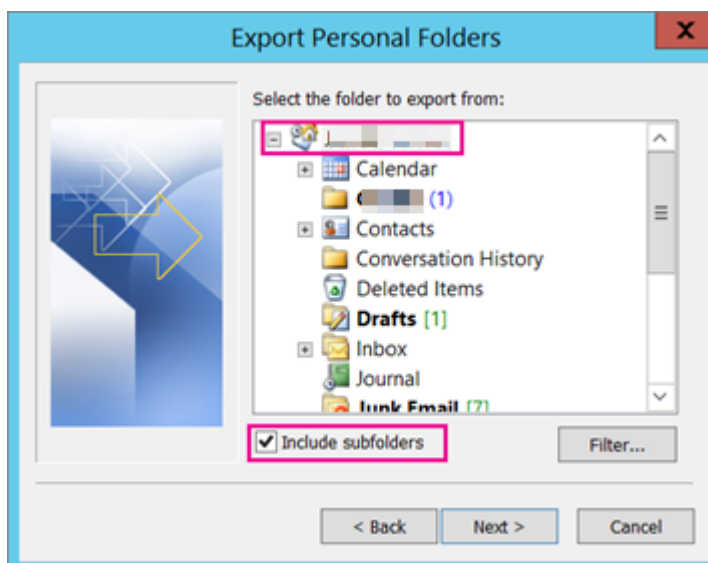 Export Personal Folders
Select the folder to export from:
Calendar
(1)
Contacts
Conversation History
Deleted Items
Drafts [1]
Inbox
Journal
Junk Email [7]
Include subfolders
Filter...
< Back
Next >
Cancel